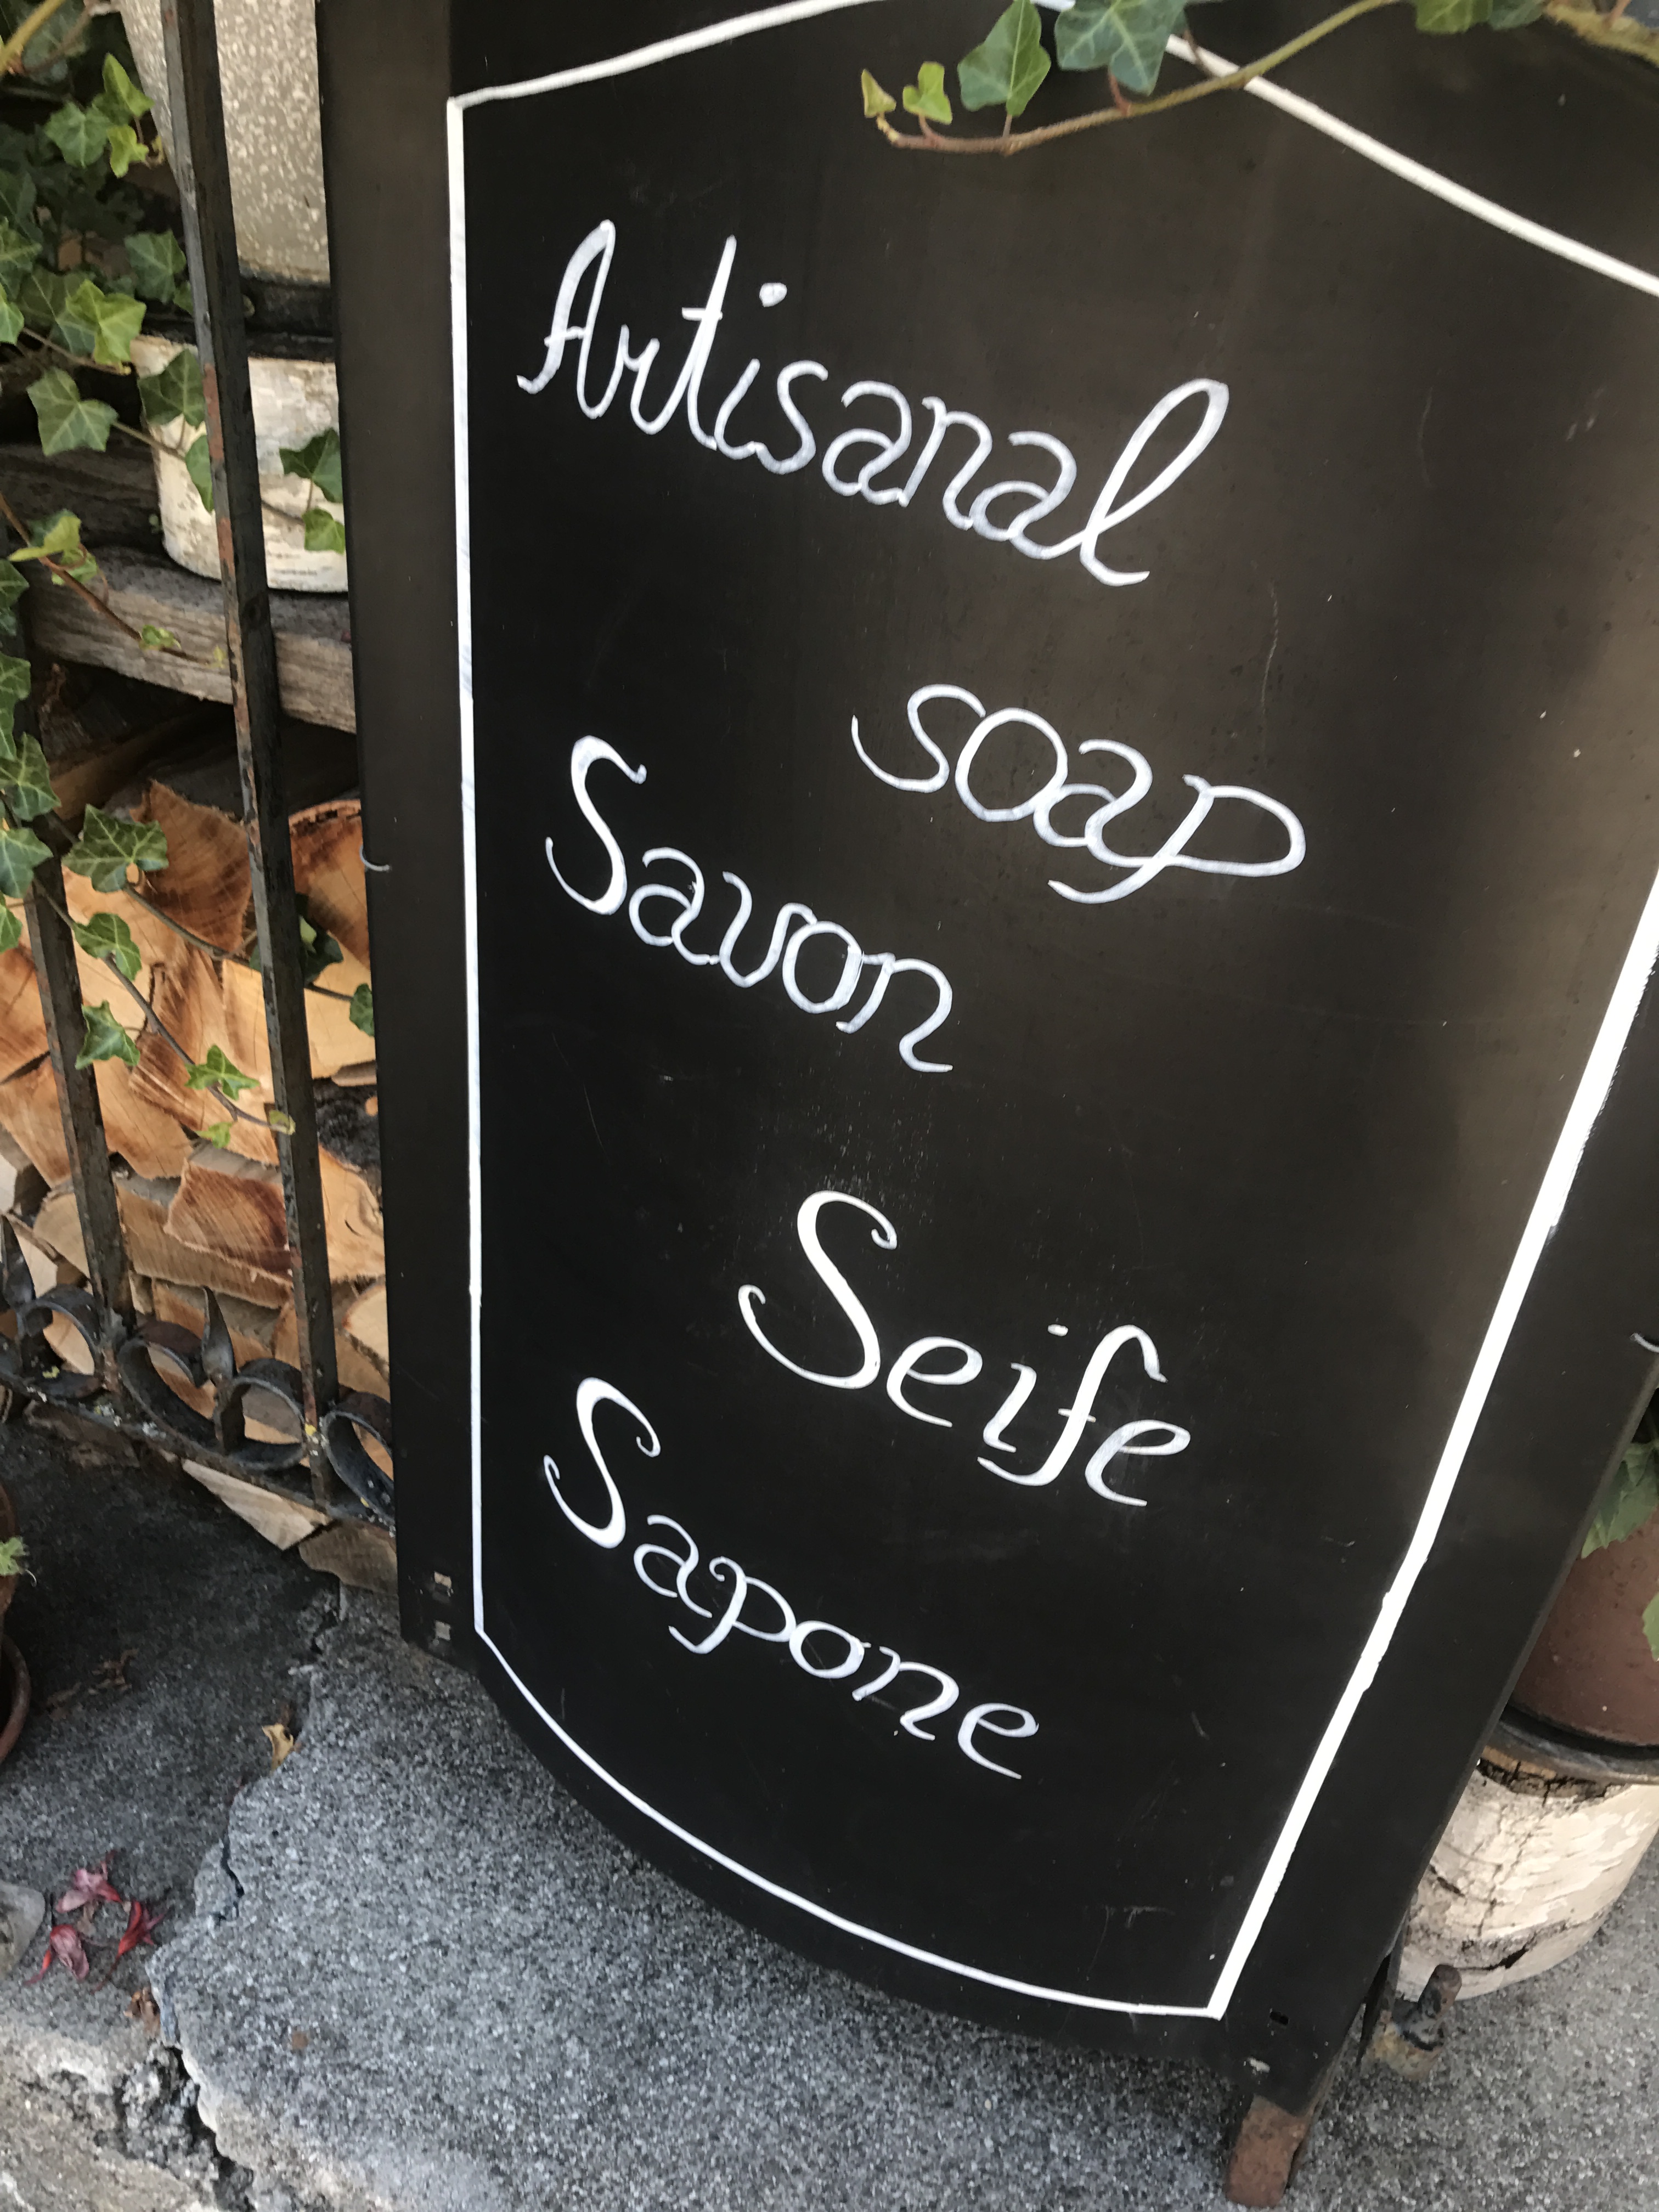 Artisanal
soap
Savon
Seife
Sapone